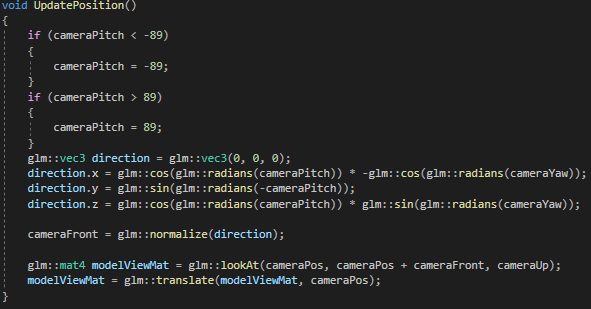 void UpdatePosition()
{
    if (cameraPitch < -89)
    {
        cameraPitch = -89;
    }
    if (cameraPitch > 89)
    {
        cameraPitch = 89;
    }
    glm::vec3 direction = glm::vec3(0, 0, 0);
    direction.x = glm::cos(glm::radians(cameraPitch)) * -glm::cos(glm::radians(cameraYaw));
    direction.y = glm::sin(glm::radians(-cameraPitch));
    direction.z = glm::cos(glm::radians(cameraPitch)) * glm::sin(glm::radians(cameraYaw));

    cameraFront = glm::normalize(direction);

    glm::mat4 modelViewMat = glm::lookAt(cameraPos, cameraPos + cameraFront, cameraUp);
    modelViewMat = glm::translate(modelViewMat, cameraPos);
}